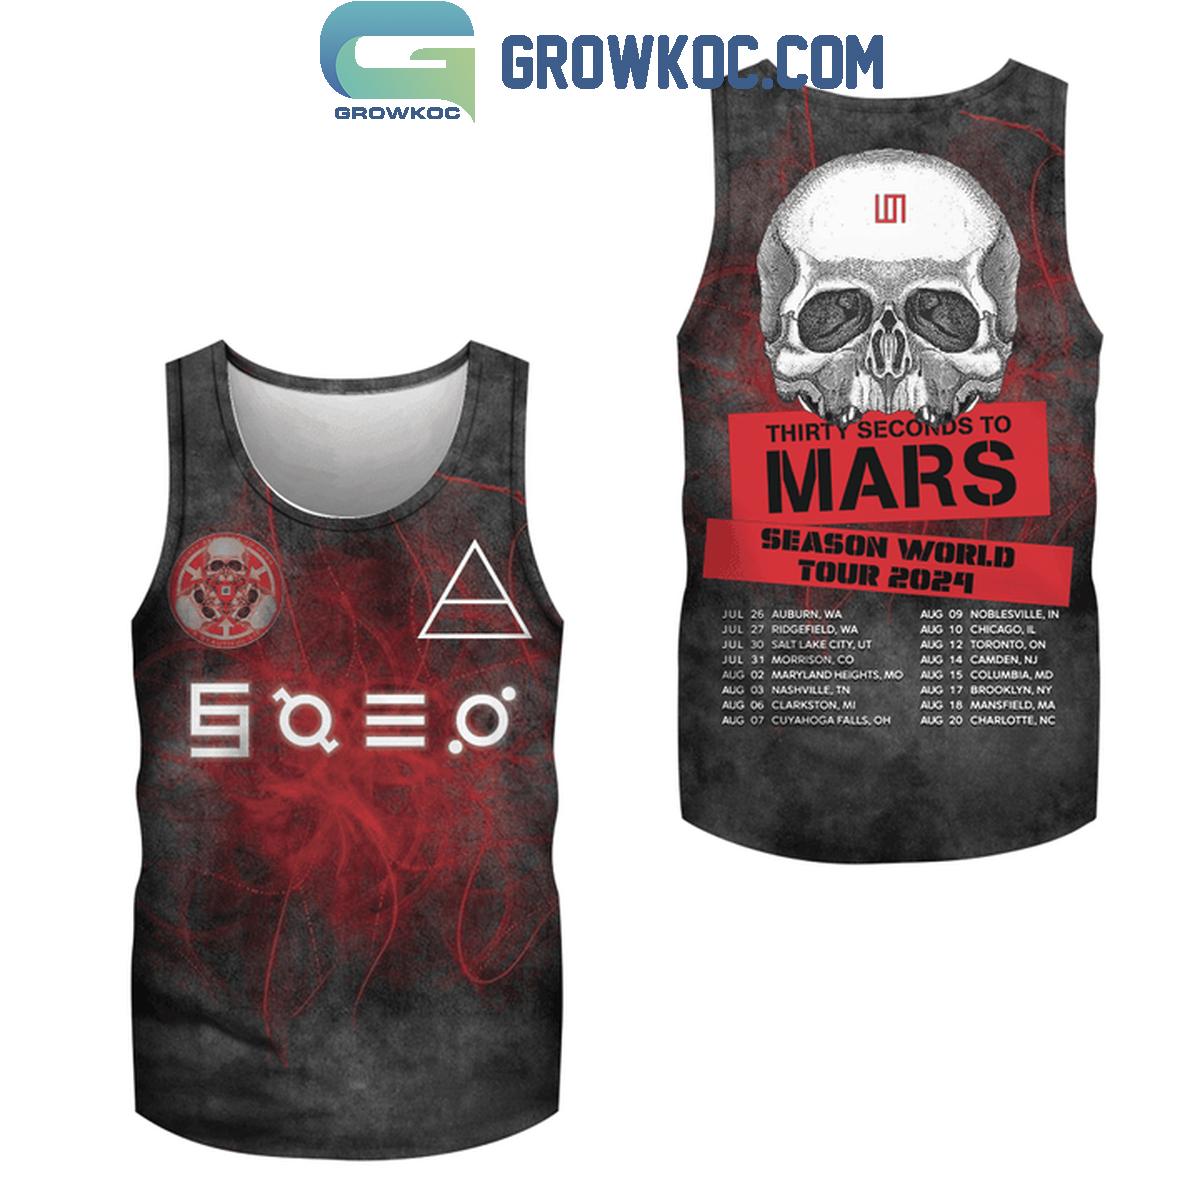 GROWKOC
GROWKOC.COM
THIRTY SECONDS TO
MARS
SEASON WORLD
TOUR 2024
JUL 26 AUBURN, WA
JUL 27 RIDGEFIELD, WA
JUL 30 SALT LAKE CITY, UT
JUL 31 MORRISON, CO
AUG 02 MARYLAND HEIGHTS, MO
AUG 03 NASHVILLE, TN
AUG 06 CLARKSTON, MI
AUG 07 CUYAHOGA FALLS, OH
AUG 09 NOBLESVILLE, IN
AUG 10 CHICAGO, IL
AUG 12 TORONTO, ON
AUG 14 CAMDEN, NJ
AUG 15 COLUMBIA, MD
AUG 17 BROOKLYN, NY
AUG 18 MANSFIELD, MA
AUG 20 CHARLOTTE, NC